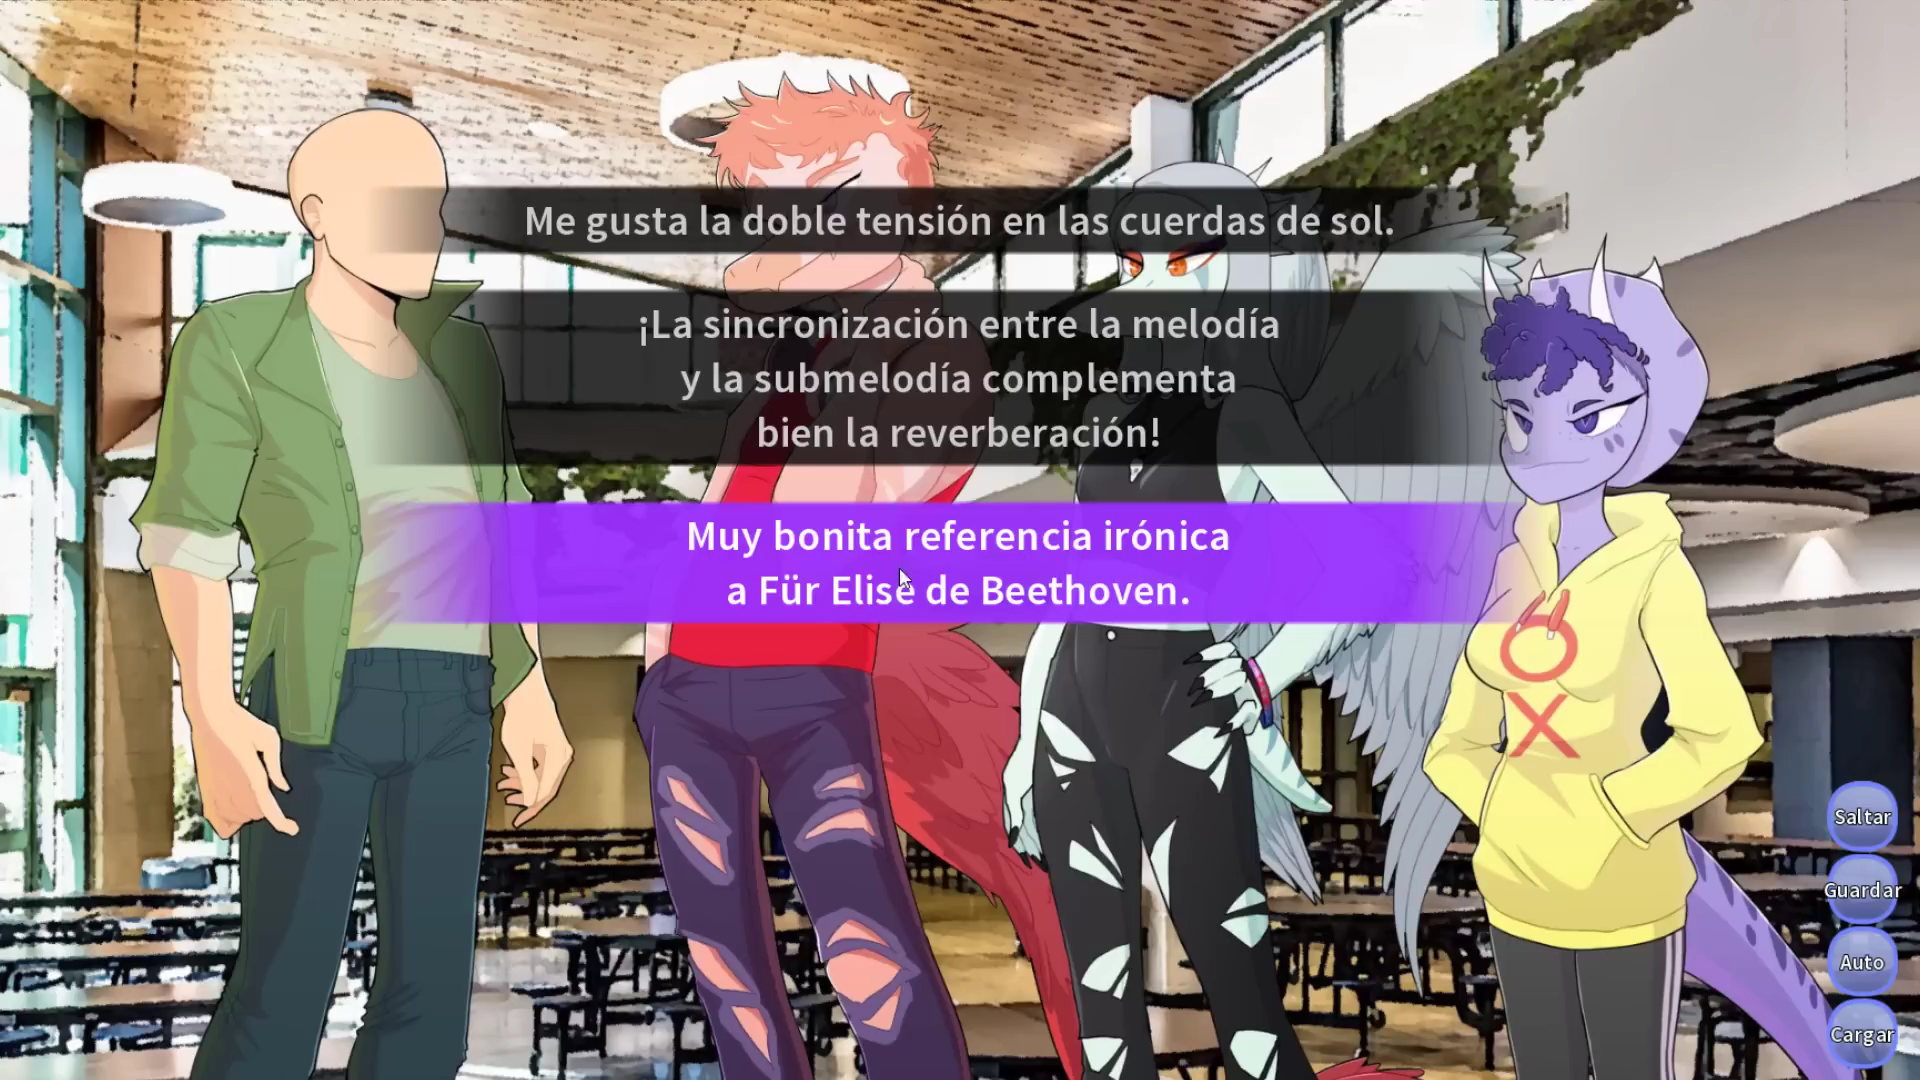 Me gusta la doble tensión en las cuerdas de sol.
¡La sincronización entre la melodía
y la submelodía complementa
bien la reverberación!
Muy bonita referencia irónica
a Für Elise de Beethoven.
Saltar
Guardar
Auto
Cargar